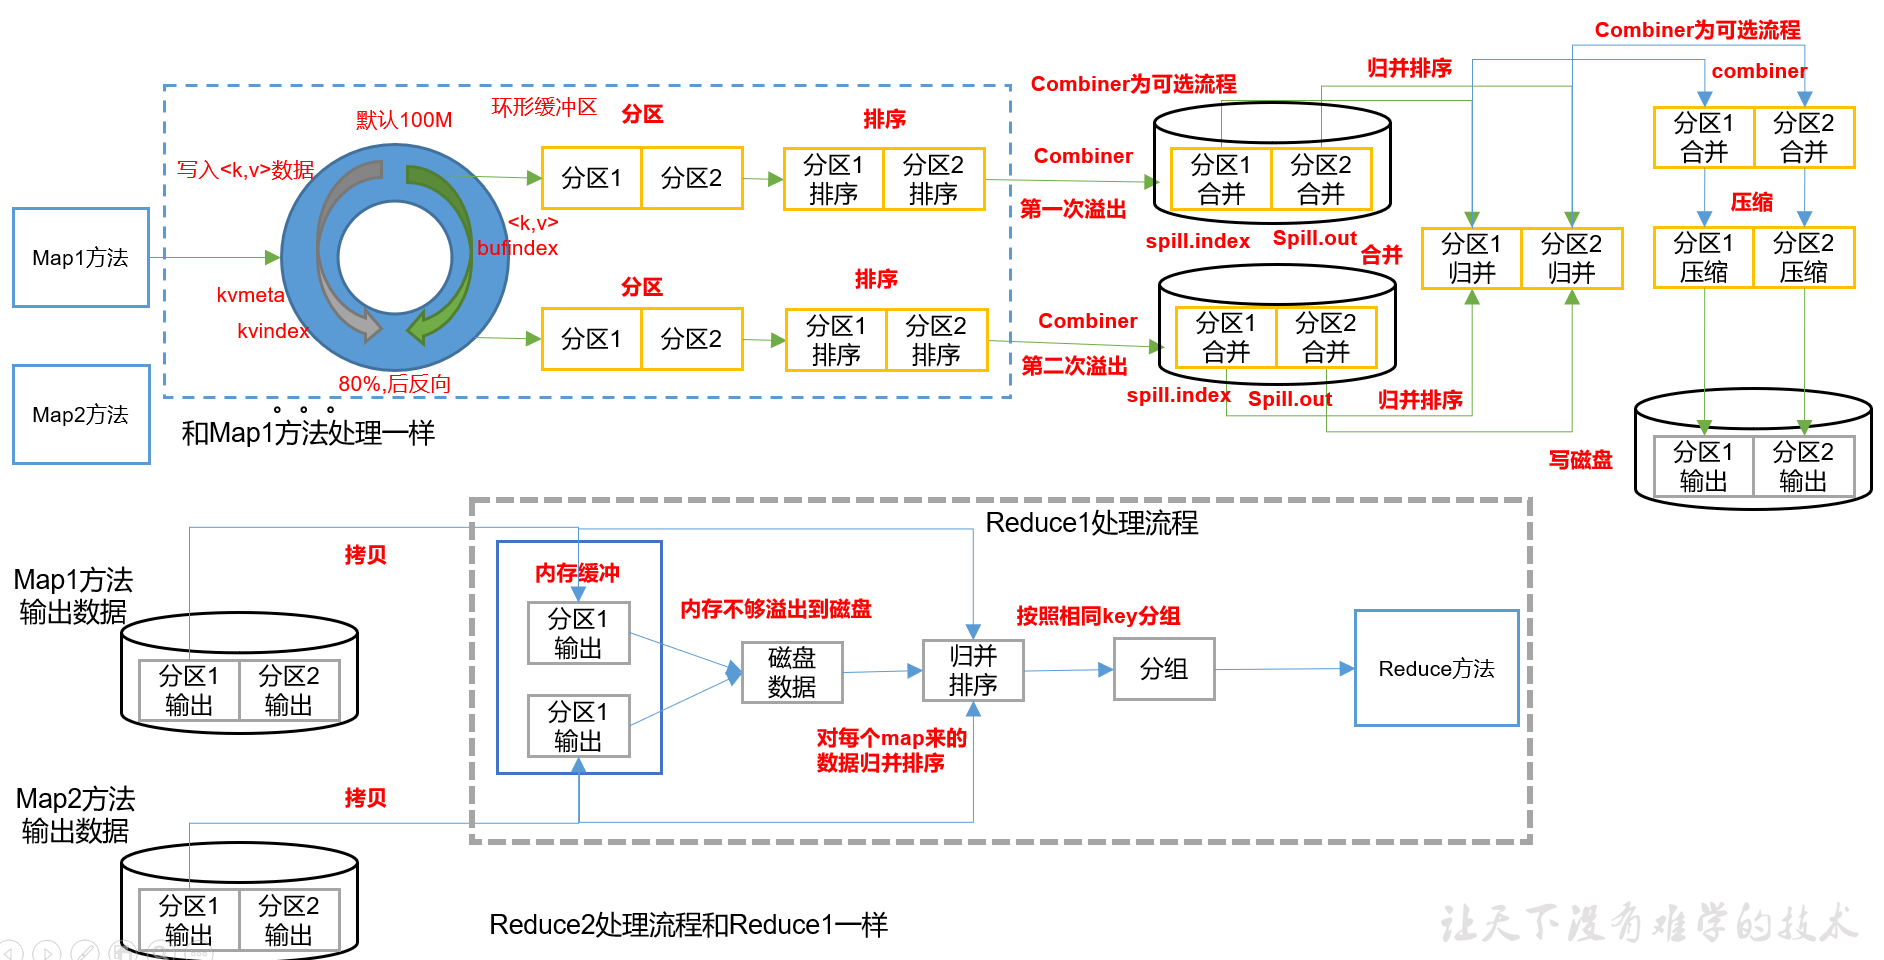 Combiner为可选流程
归并排序
combiner
Combiner为可选流程
默认100M
环形缓冲区
分区
排序
分区1
合并
分区2
合并
写入<k,v>数据
Combiner
分区1
分区2
分区1
排序
分区2
排序
分区1
合并
分区2
合并
第一次溢出
压缩
<k,v>
bufindex
spill.index
Spill.out
合并
分区1
归并
分区2
归并
分区1
压缩
分区2
压缩
Map1方法
kvmeta
kvindex
分区
排序
Combiner
分区1
分区2
分区1
排序
分区2
排序
分区1
合并
分区2
合并
第二次溢出
80%,后反向
spill.index
Spill.out
归并排序
Map2方法
。。。
和Map1方法处理一样
写磁盘
分区1
输出
分区2
输出
Reduce1处理流程
拷贝
Map1方法
输出数据
内存缓冲
分区1
输出
内存不够溢出到磁盘
按照相同key分组
磁盘
数据
归并
排序
分组
Reduce方法
分区1
输出
分区2
输出
分区1
输出
对每个map来的
数据归并排序
Map2方法
输出数据
拷贝
分区1
输出
分区2
输出
Reduce2处理流程和Reduce1一样
让天下没有难学的技术